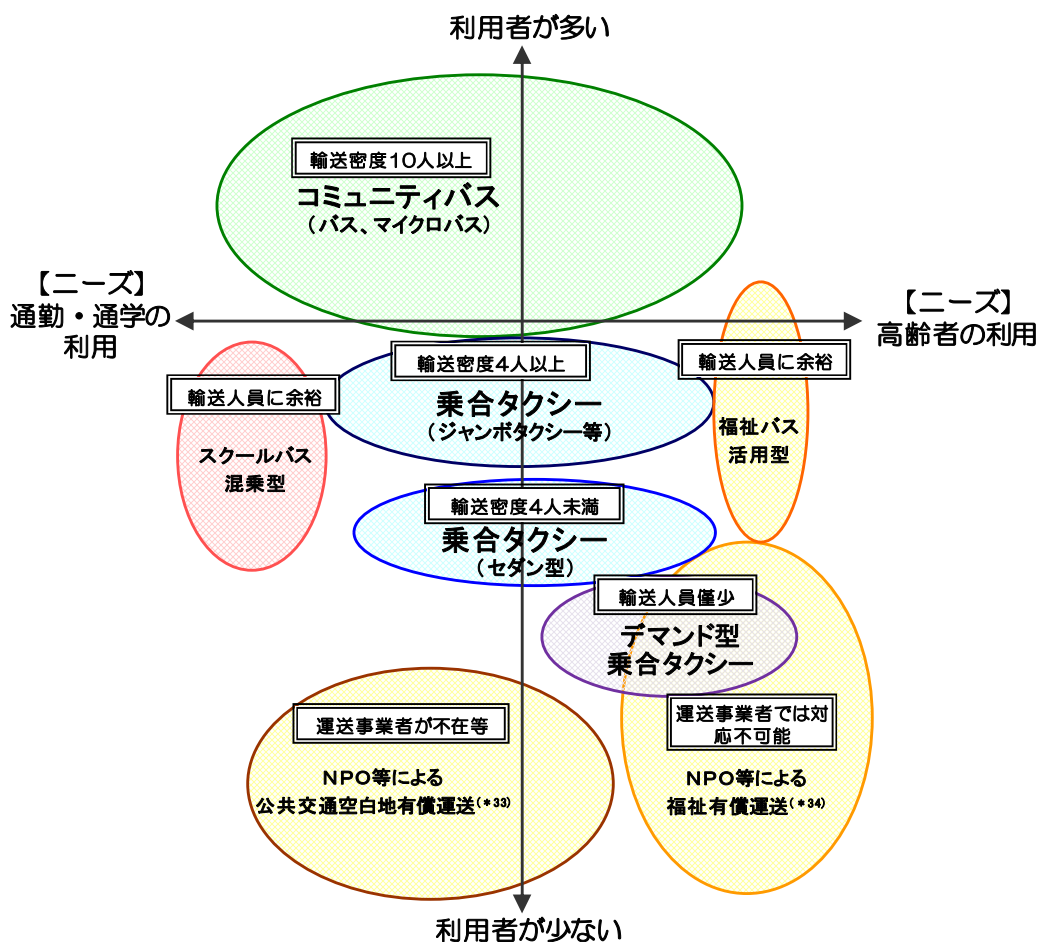 利用者が多い
輸送密度10人以上
コミュニティバス
(バス、マイクロバス)
【ニーズ】
通勤・通学の
利用
【ニーズ】
高齢者の利用
輸送密度4人以上
乗合タクシー
(ジャンボタクシー等)
輸送人員に余裕
福祉バス
活用型
輸送人員に余裕
スクールバス
混乗型
輸送密度4人未満
乗合タクシー
(セダン型)
輸送人員僅少
デマンド型
乗合タクシー
運送事業者が不在等
NPO等による
公共交通空白地有償運送(*33)
運送事業者では対
応不可能
NPO等による
福祉有償運送(*34)
利用者が少ない